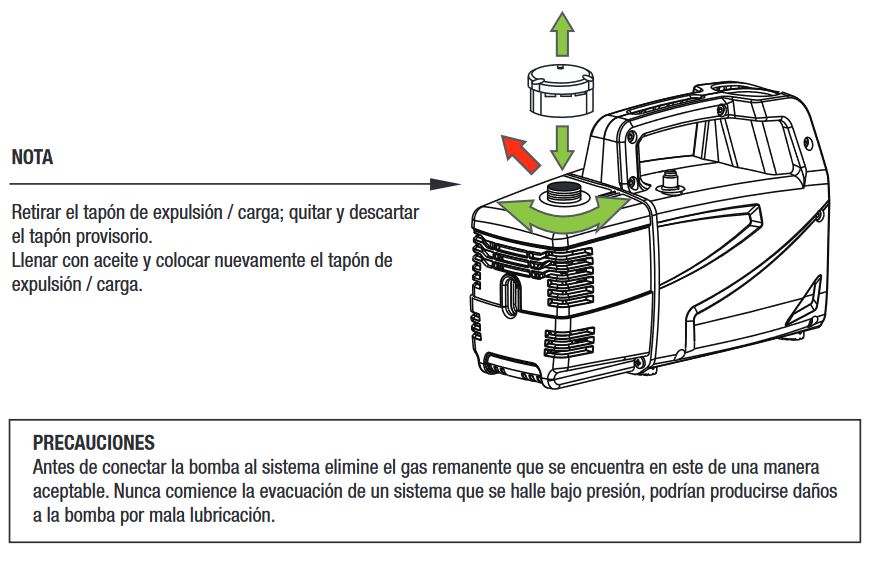 NOTA
Retirar el tapón de expulsión / carga; quitar y descartar
el tapón provisorio.
Llenar con aceite y colocar nuevamente el tapón de
expulsión / carga.
PRECAUCIONES
Antes de conectar la bomba al sistema elimine el gas remanente que se encuentra en este de una manera
aceptable. Nunca comience la evacuación de un sistema que se halle bajo presión, podrían producirse daños
a la bomba por mala lubricación.